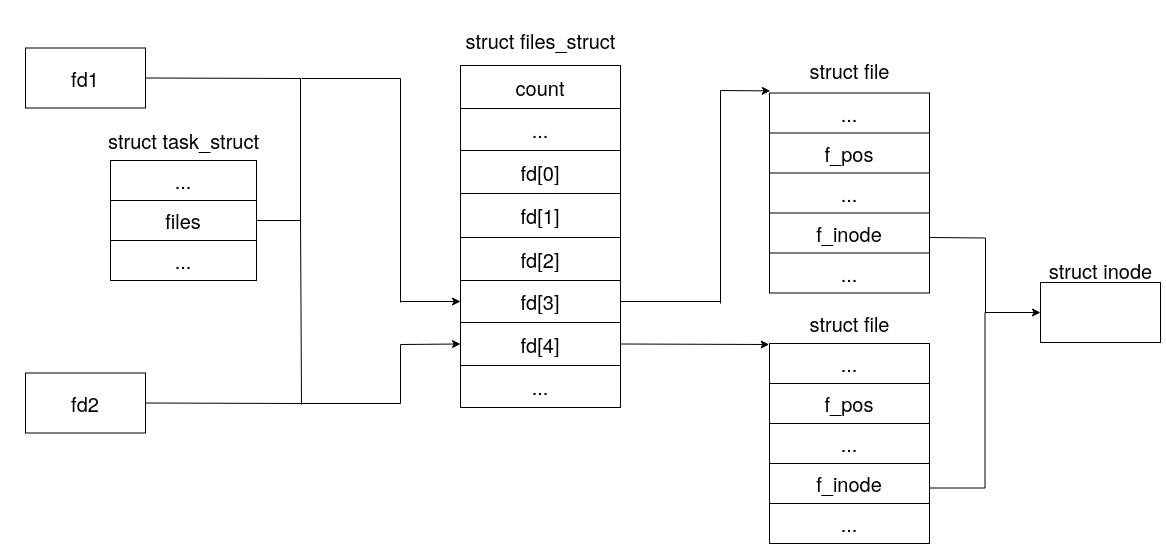 fd1
struct task_struct
...
files
...
fd2
struct files_struct
count
...
fd[0]
fd[1]
fd[2]
fd[3]
fd[4]
...
struct file
...
f_pos
...
f_inode
...
struct file
...
f_pos
...
f_inode
...
struct inode